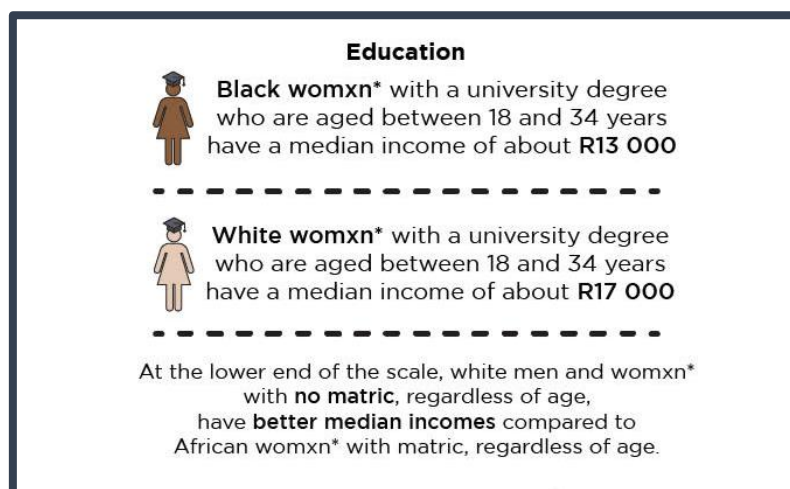 Education
Black womxn* with a university degree
who are aged between 18 and 34 years
have a median income of about R13 000
White womxn* with a university degree
who are aged between 18 and 34 years
have a median income of about R17 000
At the lower end of the scale, white men and womxn*
with no matric, regardless of age,
have better median incomes compared to
African womxn* with matric, regardless of age.